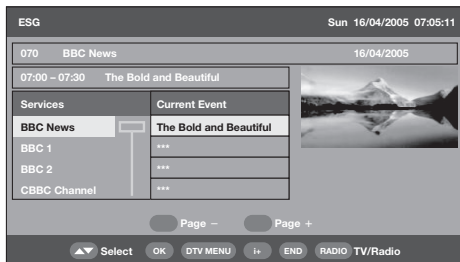 ESG Sun 16/04/2005 07:05:11
070 BBC News 16/04/2005
07:00 – 07:30 The Bold and Beautiful
Services Current Event
BBC News The Bold and Beautiful
BBC 1 ***
BBC 2 ***
CBBC Channel ***
Page – Page +
Select OK DTV MENU i+ END RADIO TV/Radio